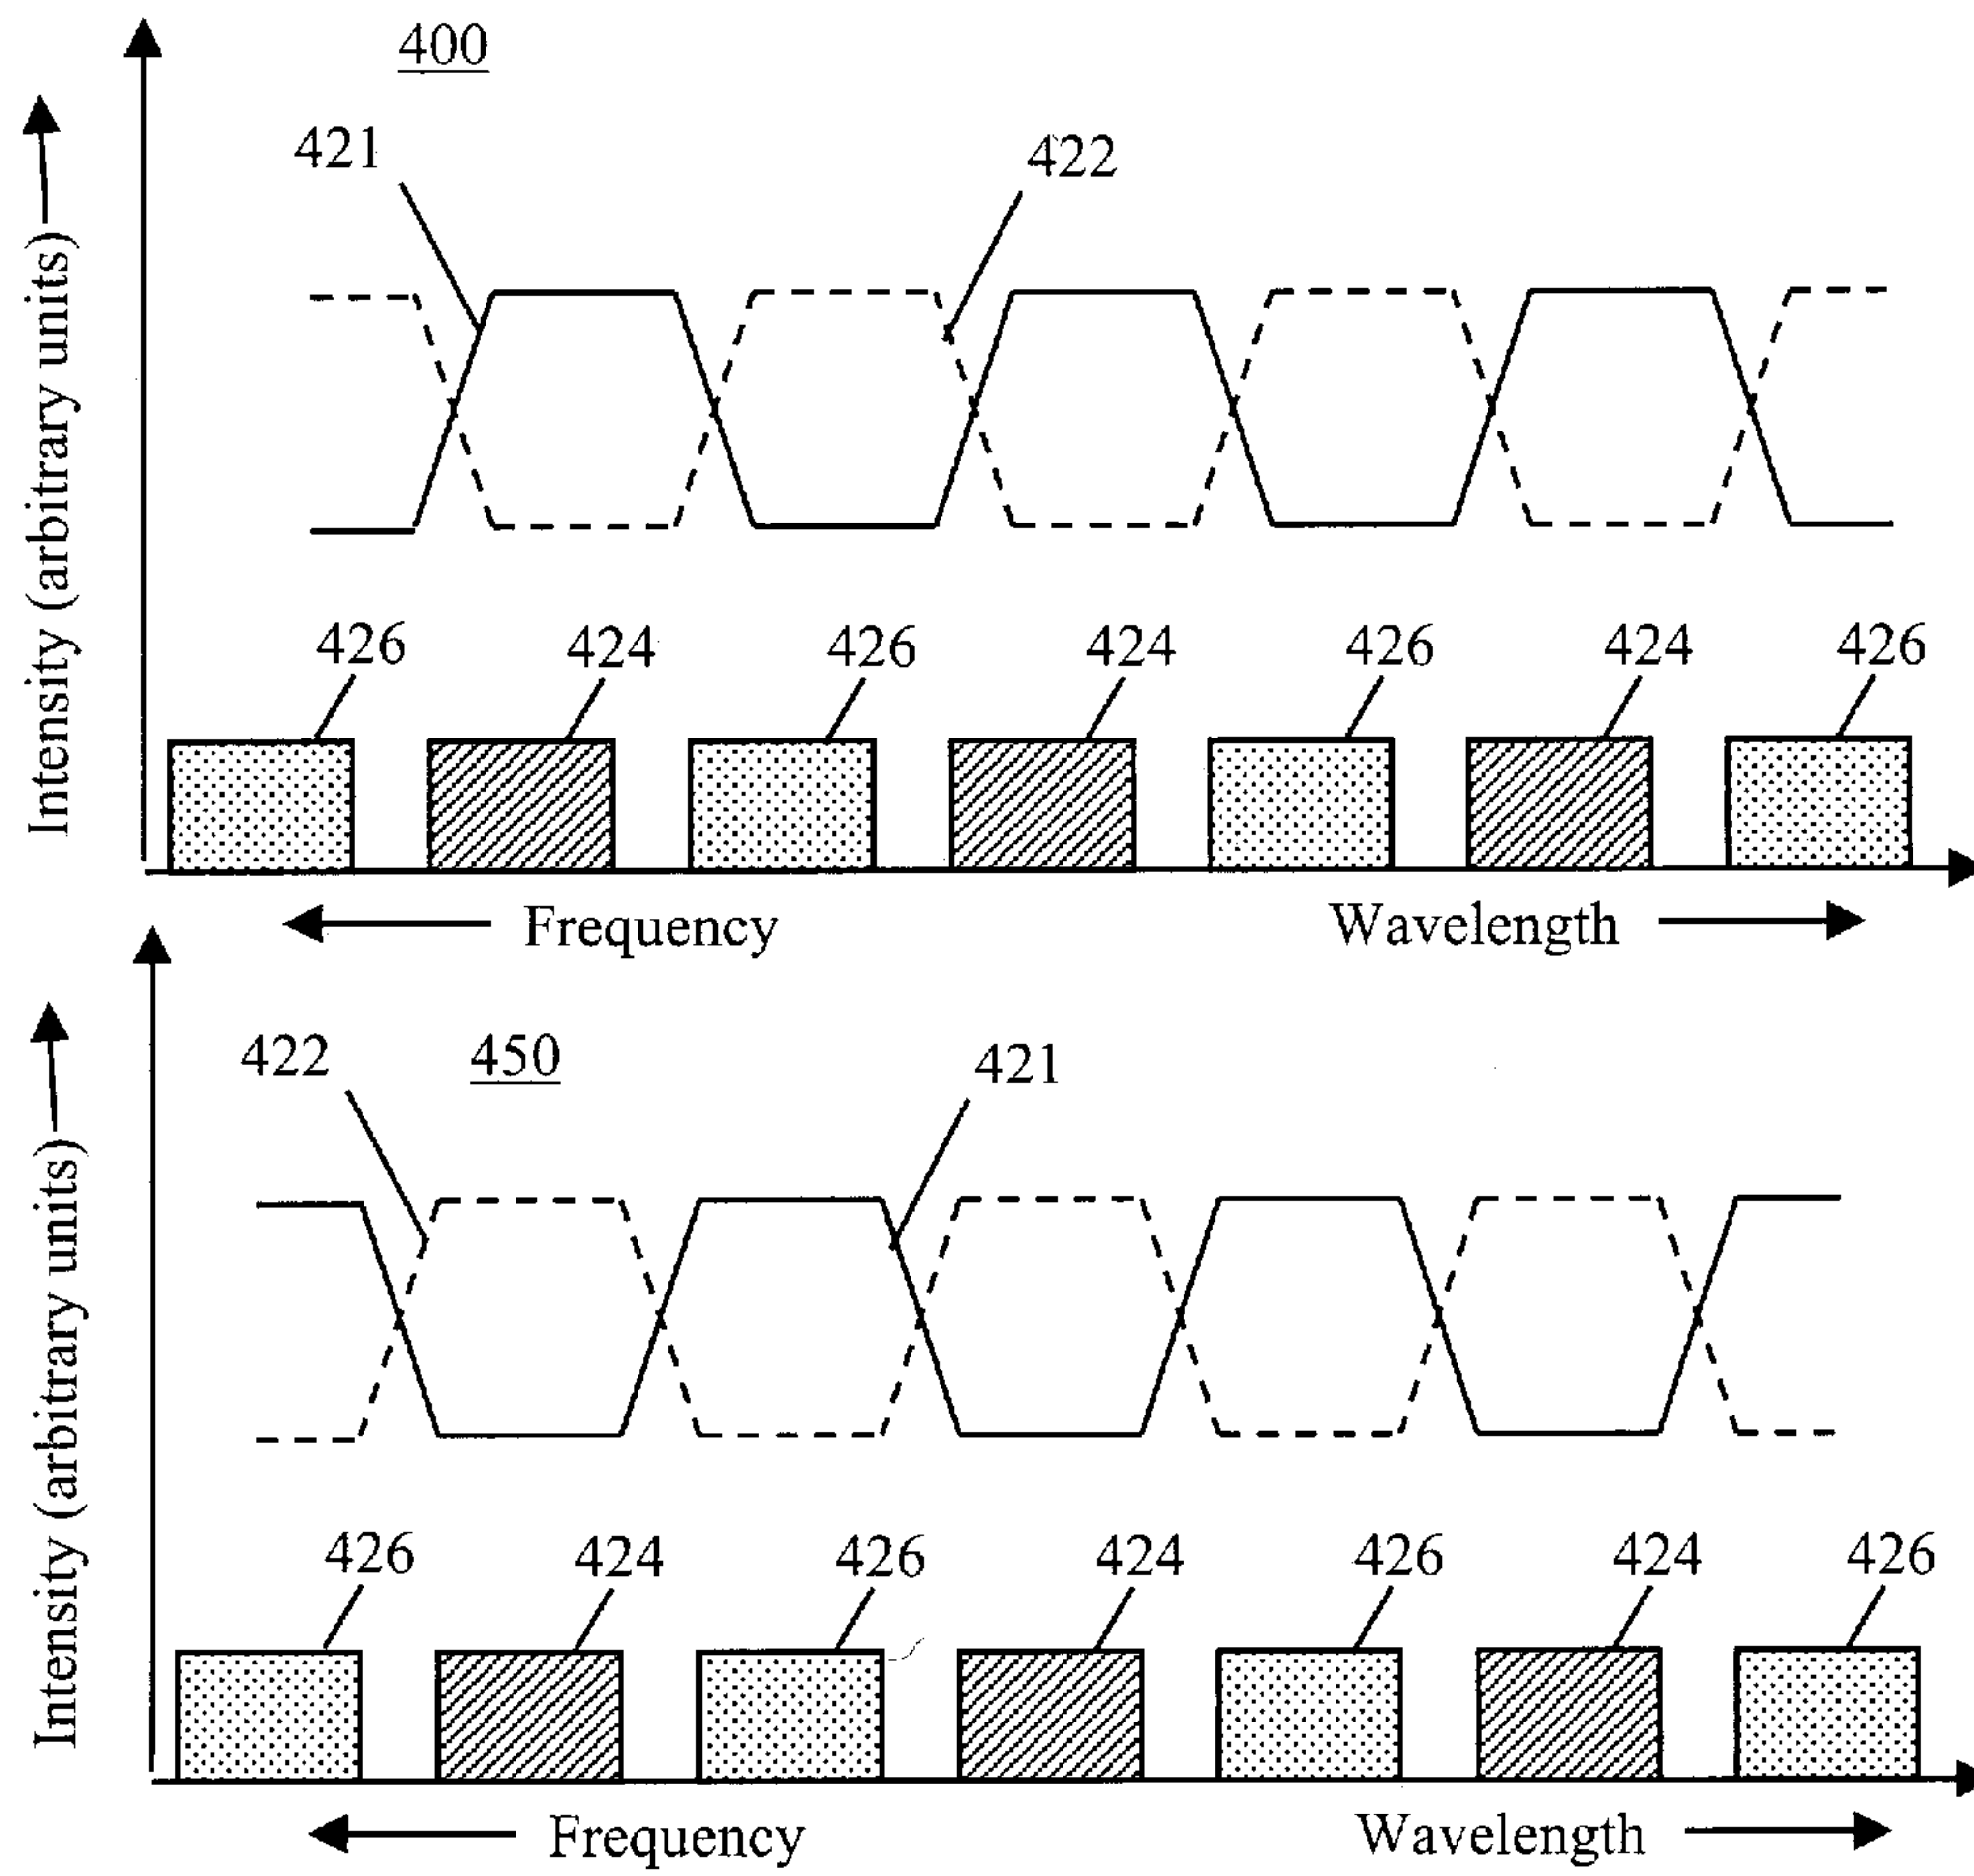 400
421
422
Intensity (arbitrary units)
426 424 426 424 426 424 426
Frequency Wavelength
422 450 421
Intensity (arbitrary units)
426 424 426 424 426 424 426
Frequency Wavelength